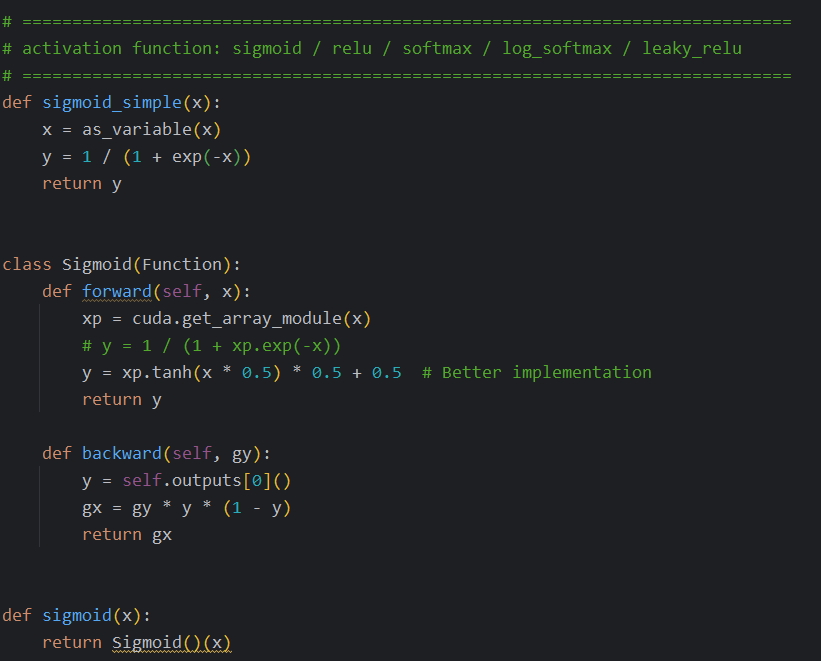 # =============================================================================
# activation function: sigmoid / relu / softmax / log_softmax / leaky_relu
# =============================================================================
def sigmoid_simple(x):
    x = as_variable(x)
    y = 1 / (1 + exp(-x))
    return y
class Sigmoid(Function):
    def forward(self, x):
        xp = cuda.get_array_module(x)
        # y = 1 / (1 + xp.exp(-x))
        y = xp.tanh(x * 0.5) * 0.5 + 0.5  # Better implementation
        return y
    def backward(self, gy):
        y = self.outputs[0]()
        gx = gy * y * (1 - y)
        return gx
def sigmoid(x):
    return Sigmoid()(x)